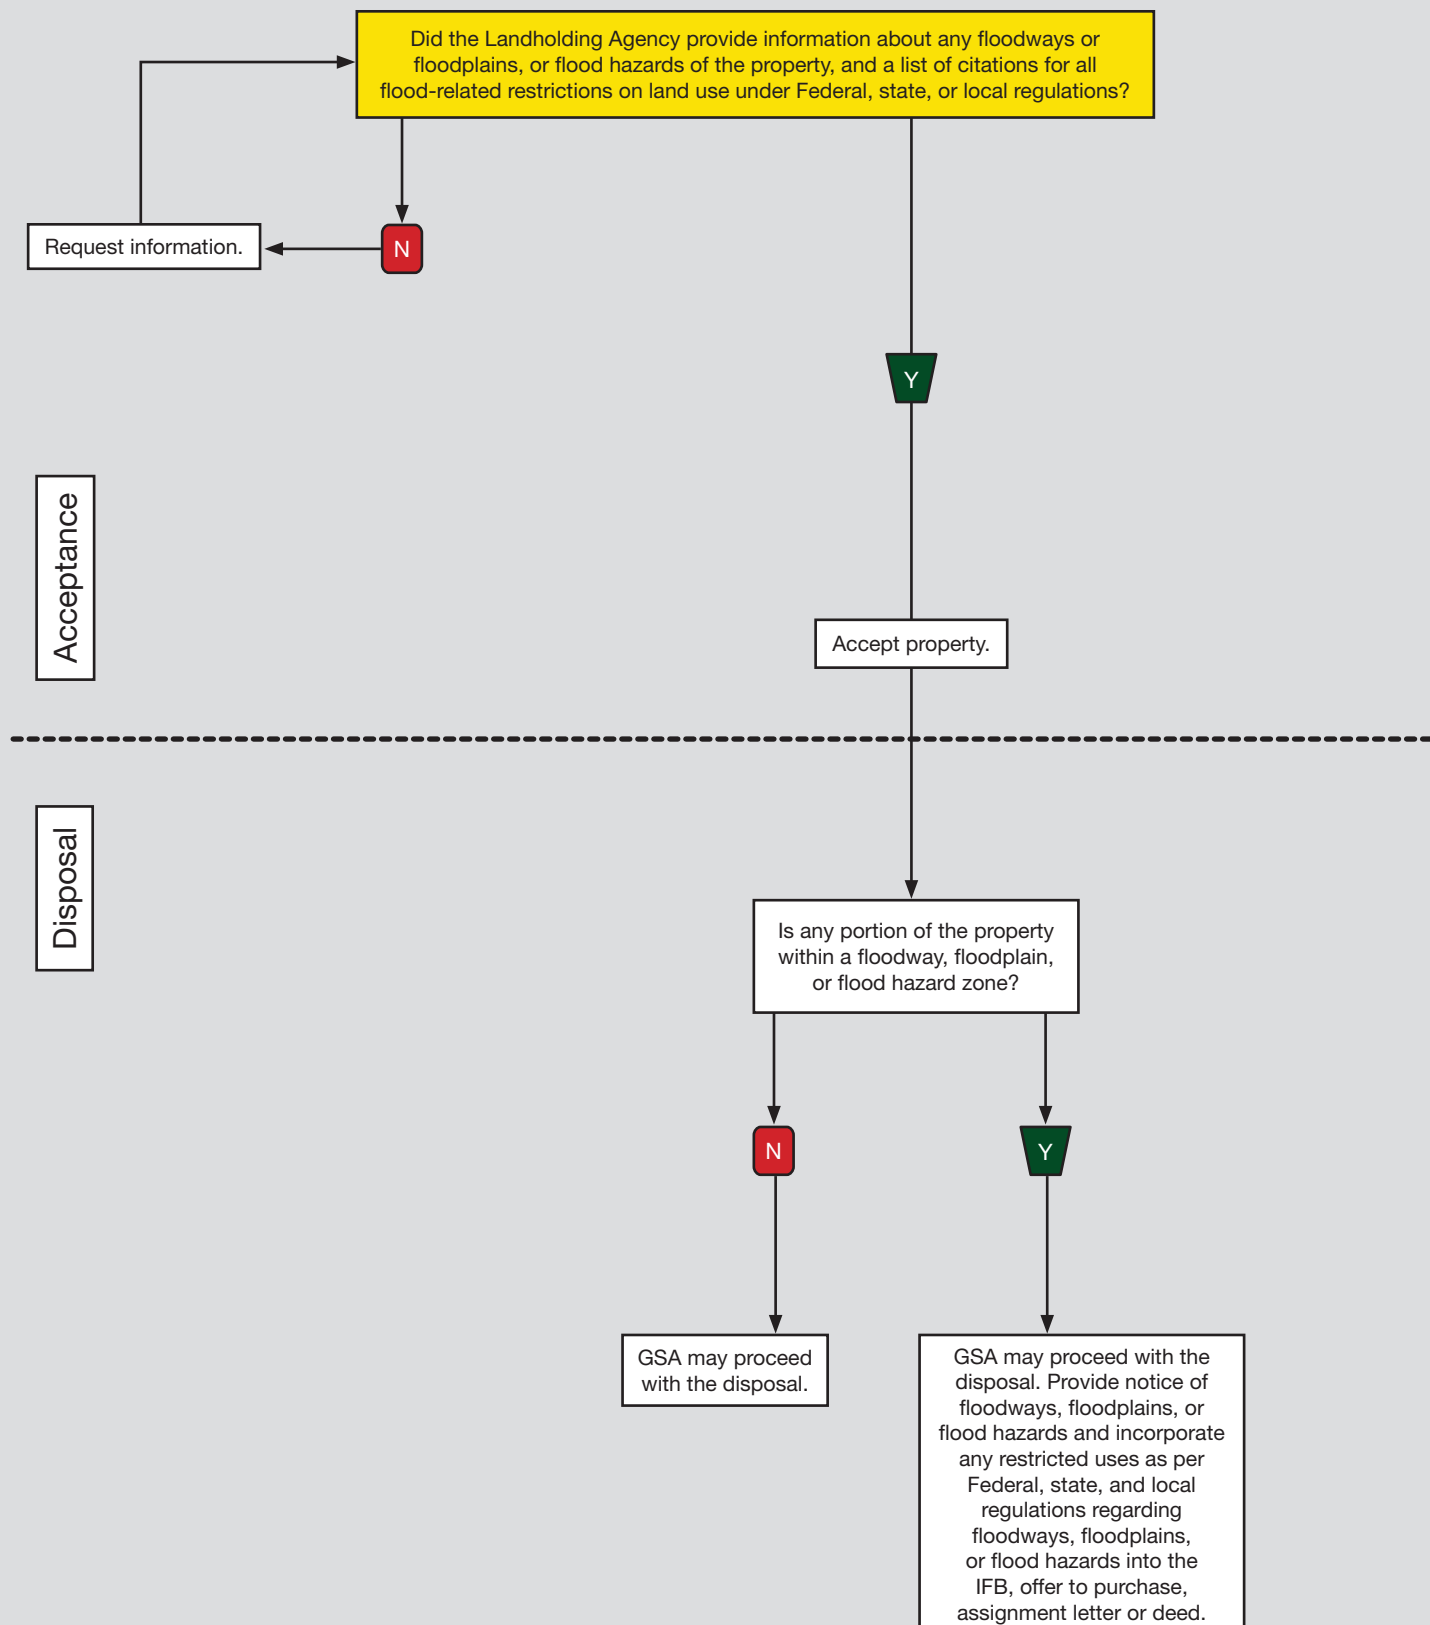 Did the Landholding Agency provide information about any floodways or
floodplains, or flood hazards of the property, and a list of citations for all
flood-related restrictions on land use under Federal, state, or local regulations?
Request information.
N
Y
Acceptance
Accept property.
Disposal
Is any portion of the property
within a floodway, floodplain,
or flood hazard zone?
N
Y
GSA may proceed
with the disposal.
GSA may proceed with the
disposal. Provide notice of
floodways, floodplains, or
flood hazards and incorporate
any restricted uses as per
Federal, state, and local
regulations regarding
floodways, floodplains,
or flood hazards into the
IFB, offer to purchase,
assignment letter or deed.